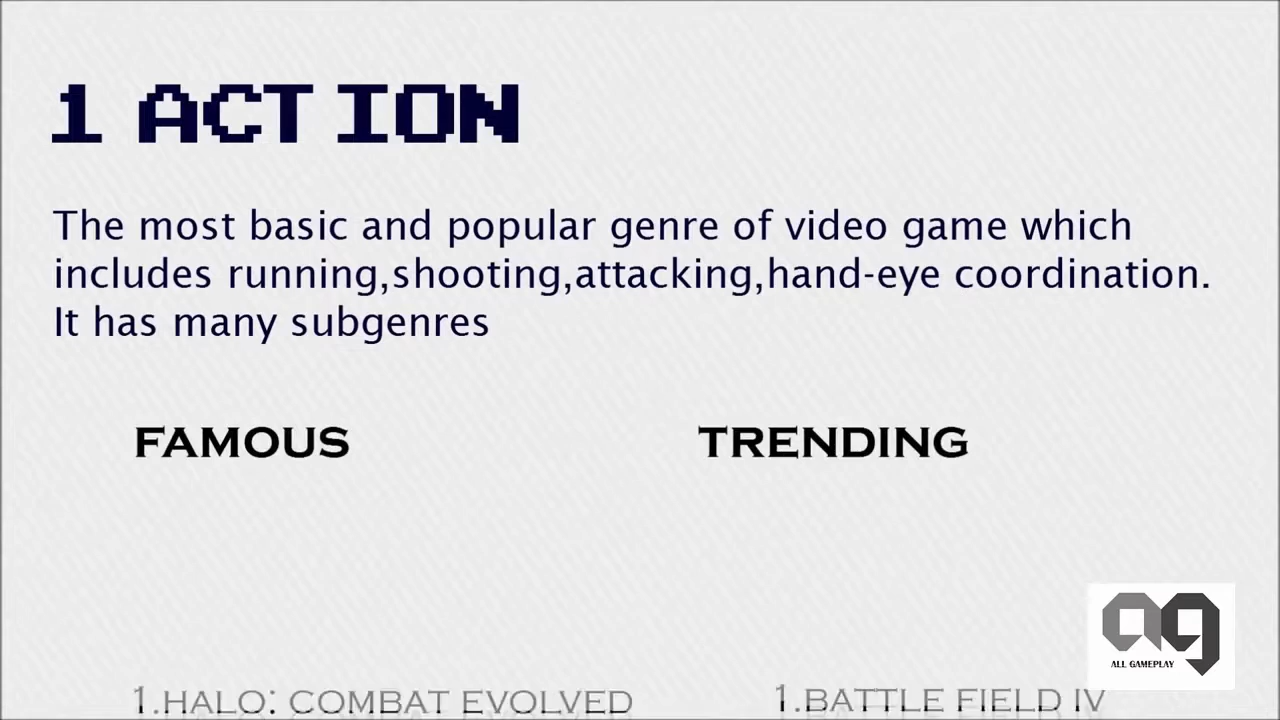 1 ACTION
The most basic and popular genre of video game which
includes running,shooting,attacking,hand-eye coordination.
It has many subgenres
FAMOUS
TRENDING
1.HALO: COMBAT EVOLVED
1.BATTLE FIELD IV
ag
ALL GAMEPLAY